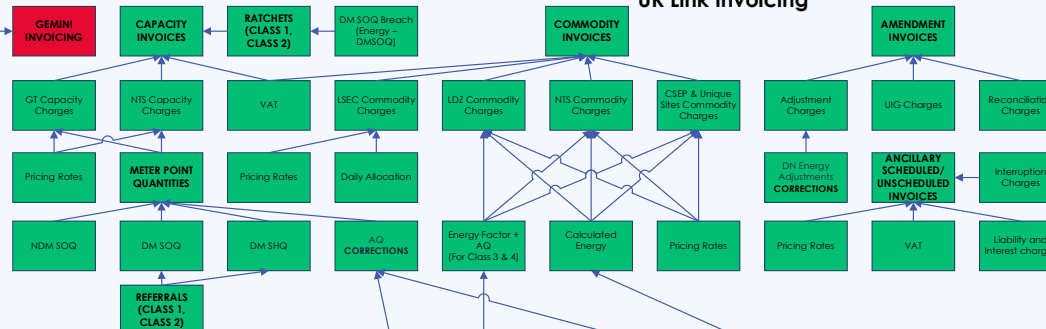 UK Link Invoicing
GEMINI
INVOICING
CAPACITY
INVOICES
RATCHETS
(CLASS 1,
CLASS 2)
DM SOQ Breach
(Energy –
DMSOQ)
COMMODITY
INVOICES
AMENDMENT
INVOICES
GT Capacity
Charges
NTS Capacity
Charges
VAT
LSEC Commodity
Charges
LDZ Commodity
Charges
NTS Commodity
Charges
CSEP & Unique
Sites Commodity
Charges
Adjustment
Charges
UIG Charges
Reconciliatio
Charges
Pricing Rates
METER POINT
QUANTITIES
Pricing Rates
Daily Allocation
DN Energy
Adjustments
CORRECTIONS
ANCILLARY
SCHEDULED/
UNSCHEDULED
INVOICES
Interruption
Charges
NDM SOQ
DM SOQ
DM SHQ
AQ
CORRECTIONS
Energy Factor +
AQ
(For Class 3 & 4)
Calculated
Energy
Pricing Rates
Pricing Rates
VAT
Liability and
Interest charg
REFERRALS
(CLASS 1,
CLASS 2)